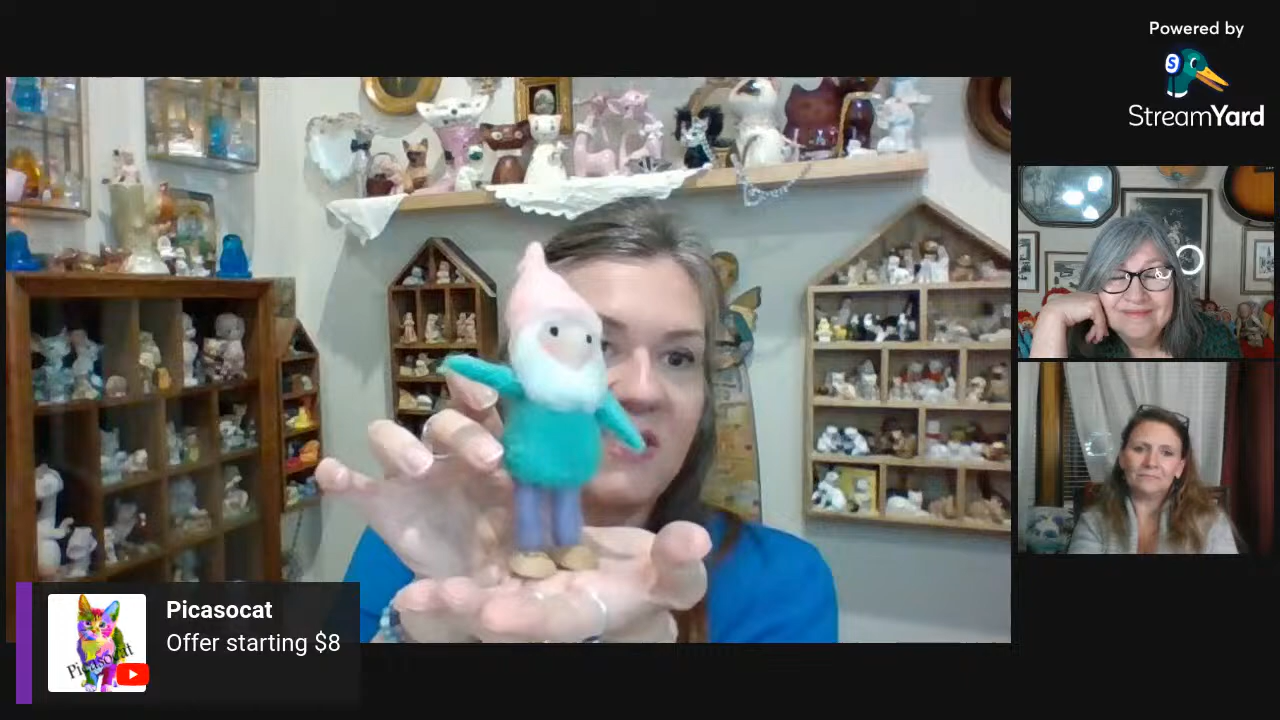 Powered by
StreamYard
Picasocat
Picasocat
Offer starting $8